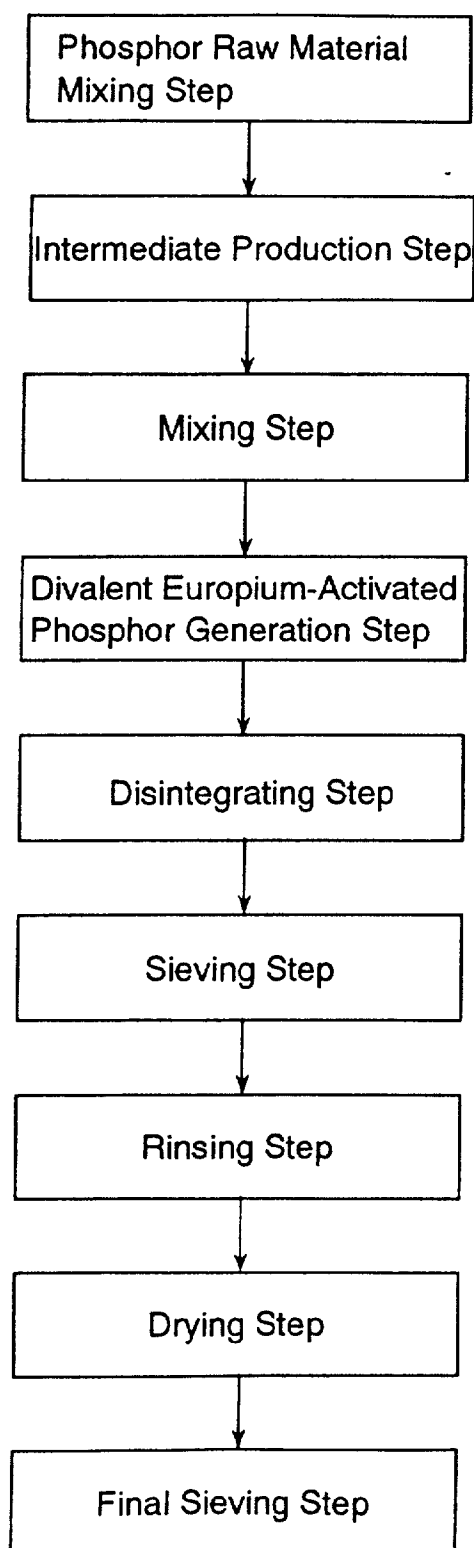 Phosphor Raw Material
Mixing Step
Intermediate Production Step
Mixing Step
Divalent Europium-Activated
Phosphor Generation Step
Disintegrating Step
Sieving Step
Rinsing Step
Drying Step
Final Sieving Step